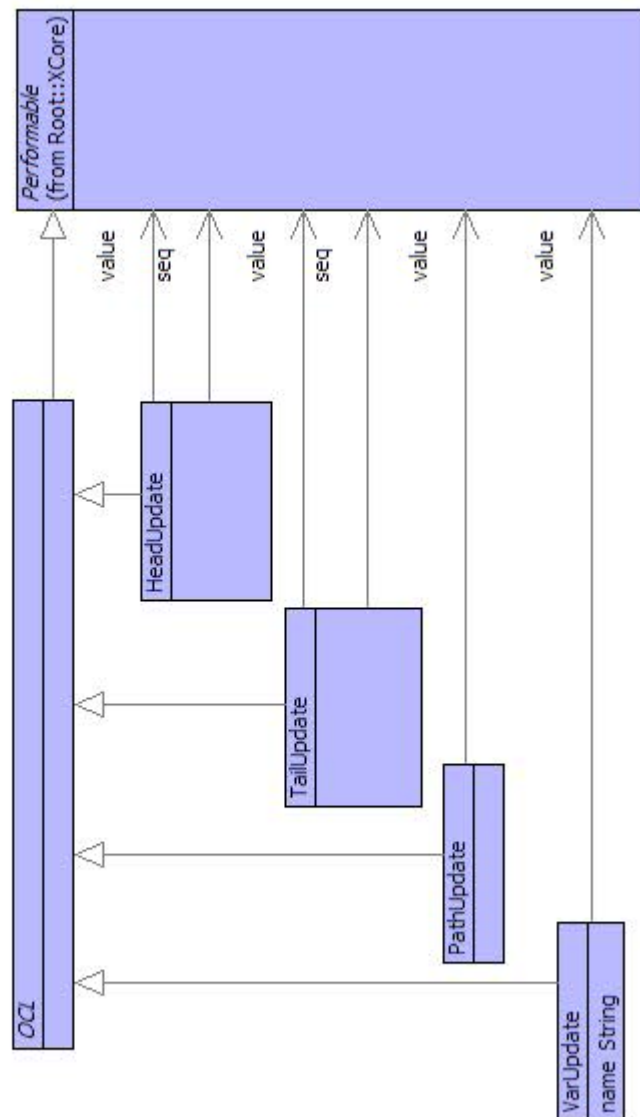 OCL
Performable
(from Root::XCore)
HeadUpdate
value
seq
TailUpdate
value
seq
PathUpdate
value
VarUpdate
name String
value